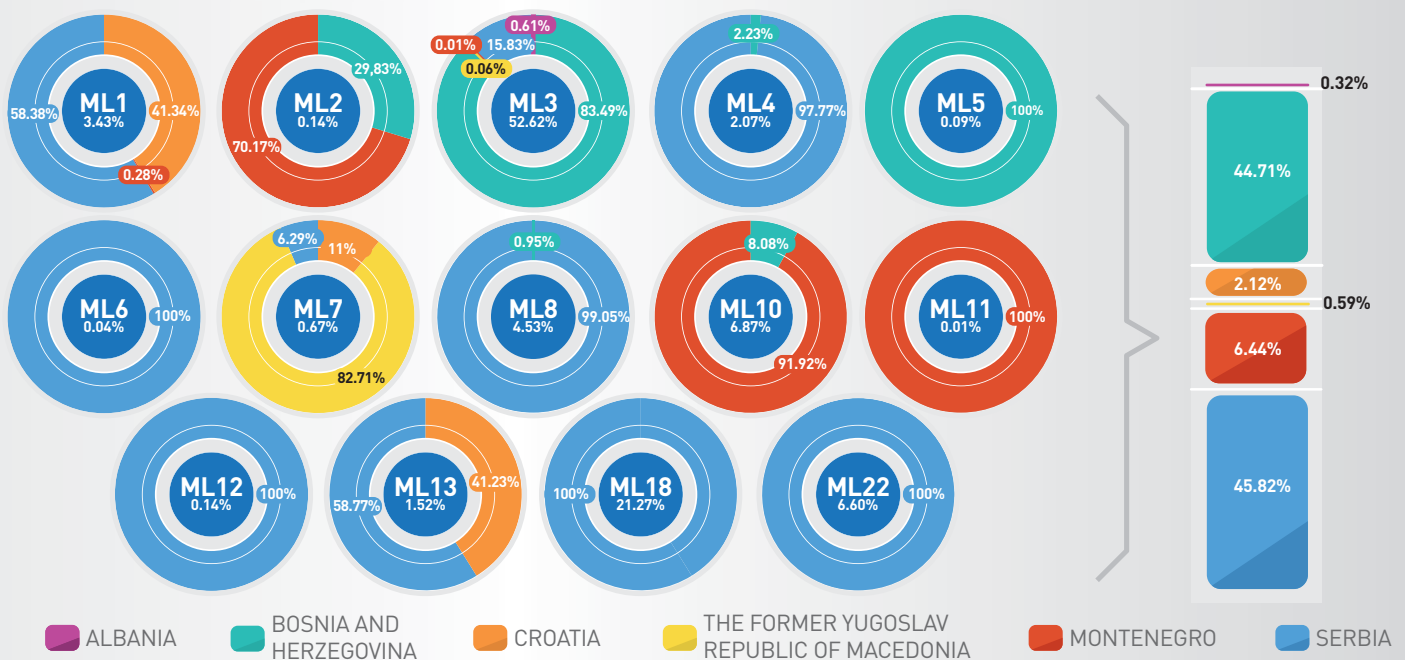 58.38%
ML1
3.43%
41.34%
0.28%
70.17%
ML2
0.14%
29,83%
0.01%
0.61%
15.83%
0.06%
ML3
52.62%
83.49%
2.23%
ML4
2.07%
97.77%
ML5
0.09%
100%
ML6
0.04%
100%
6.29%
11%
ML7
0.67%
82.71%
0.95%
ML8
4.53%
99.05%
8.08%
ML10
6.87%
91.92%
ML11
0.01%
100%
ML12
0.14%
100%
58.77%
ML13
1.52%
41.23%
100%
ML18
21.27%
ML22
6.60%
100%
0.32%
44.71%
2.12%
0.59%
6.44%
45.82%
ALBANIA
BOSNIA AND
HERZEGOVINA
CROATIA
THE FORMER YUGOSLAV
REPUBLIC OF MACEDONIA
MONTENEGRO
SERBIA